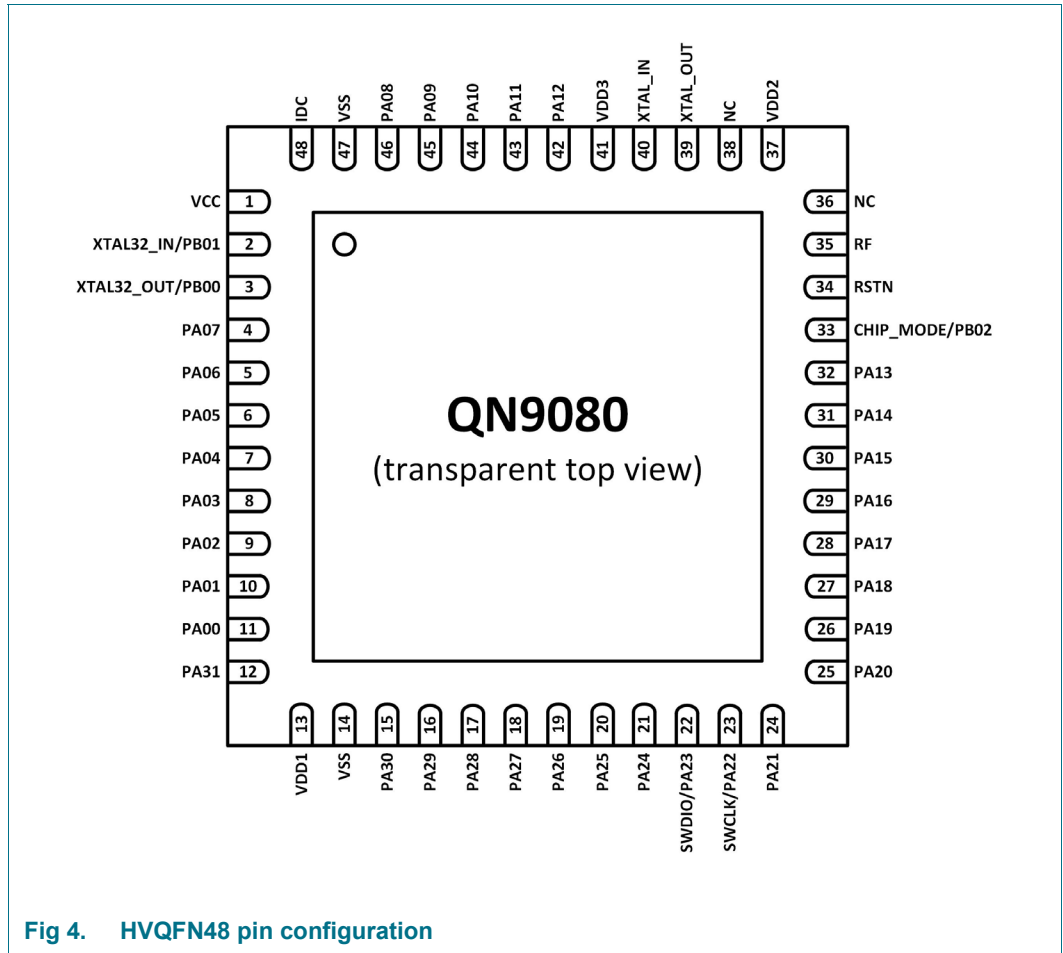 IDC VSS PA08 PA09 PA10 PA11 PA12 VDD3 XTAL_IN XTAL_OUT NC VDD2
48 47 46 45 44 43 42 41 40 39 38 37
VCC 1 36 NC
XTAL32_IN/PB01 2 35 RF
XTAL32_OUT/PB00 3 34 RSTN
PA07 4 33 CHIP_MODE/PB02
PA06 5 32 PA13
PA05 6 31 PA14
PA04 7 30 PA15
PA03 8 29 PA16
PA02 9 28 PA17
PA01 10 27 PA18
PA00 11 26 PA19
PA31 12 25 PA20
QN9080
(transparent top view)
13 14 15 16 17 18 19 20 21 22 23 24
VDD1 VSS PA30 PA29 PA28 PA27 PA26 PA25 PA24 SWDIO/PA23 SWCLK/PA22 PA21
Fig 4. HVQFN48 pin configuration